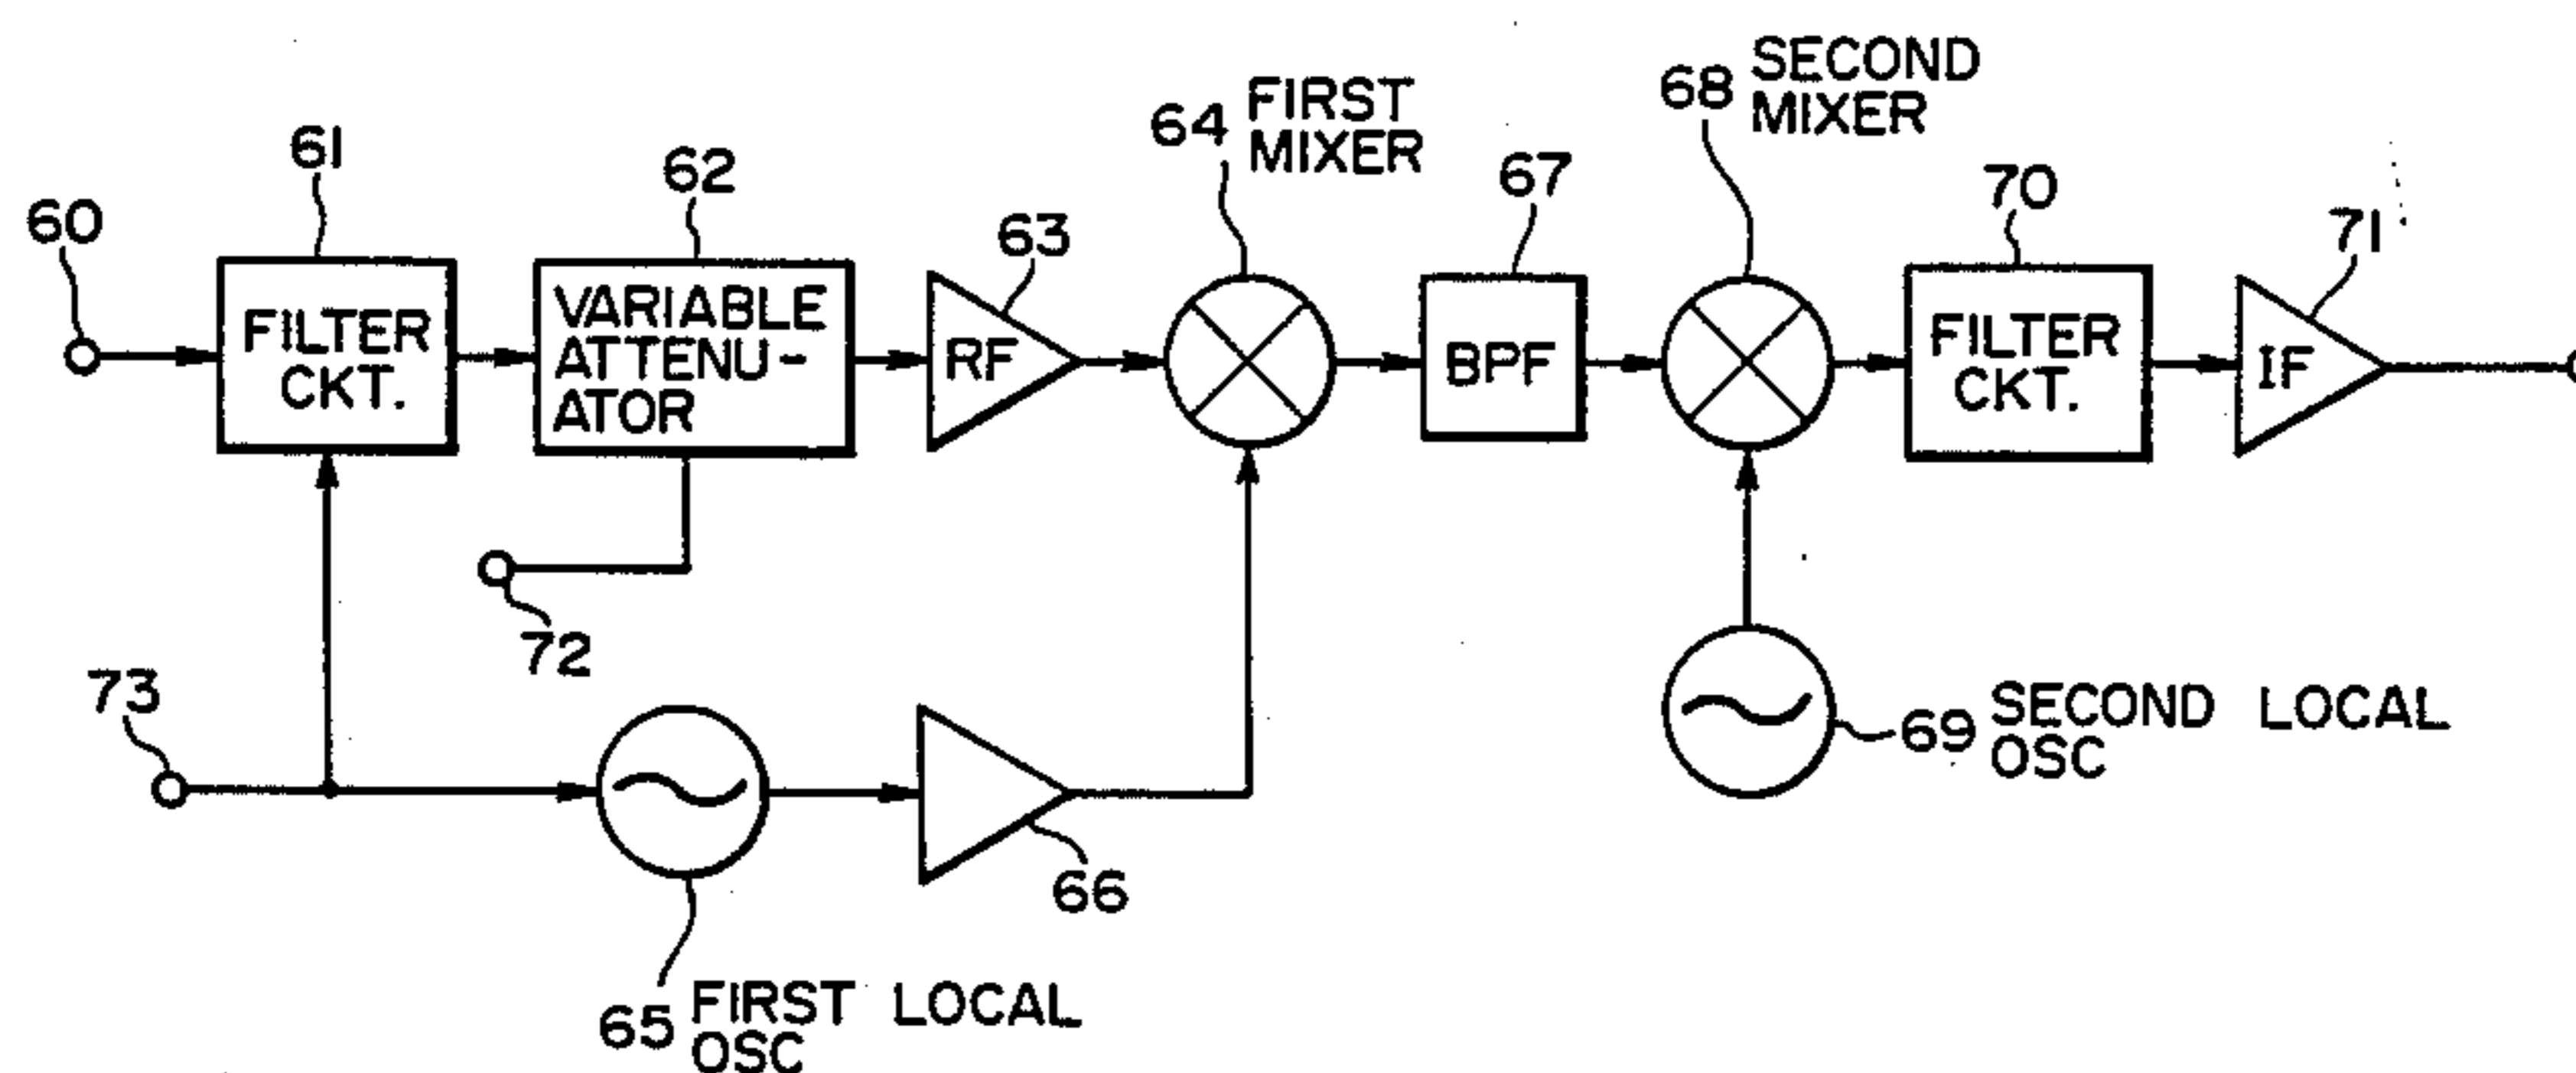 60
61
FILTER
CKT.
62
VARIABLE
ATTENU-
ATOR
63
RF
64
FIRST
MIXER
67
BPF
68
SECOND
MIXER
70
FILTER
CKT.
71
IF
72
73
65
FIRST LOCAL
OSC
66
69
SECOND LOCAL
OSC